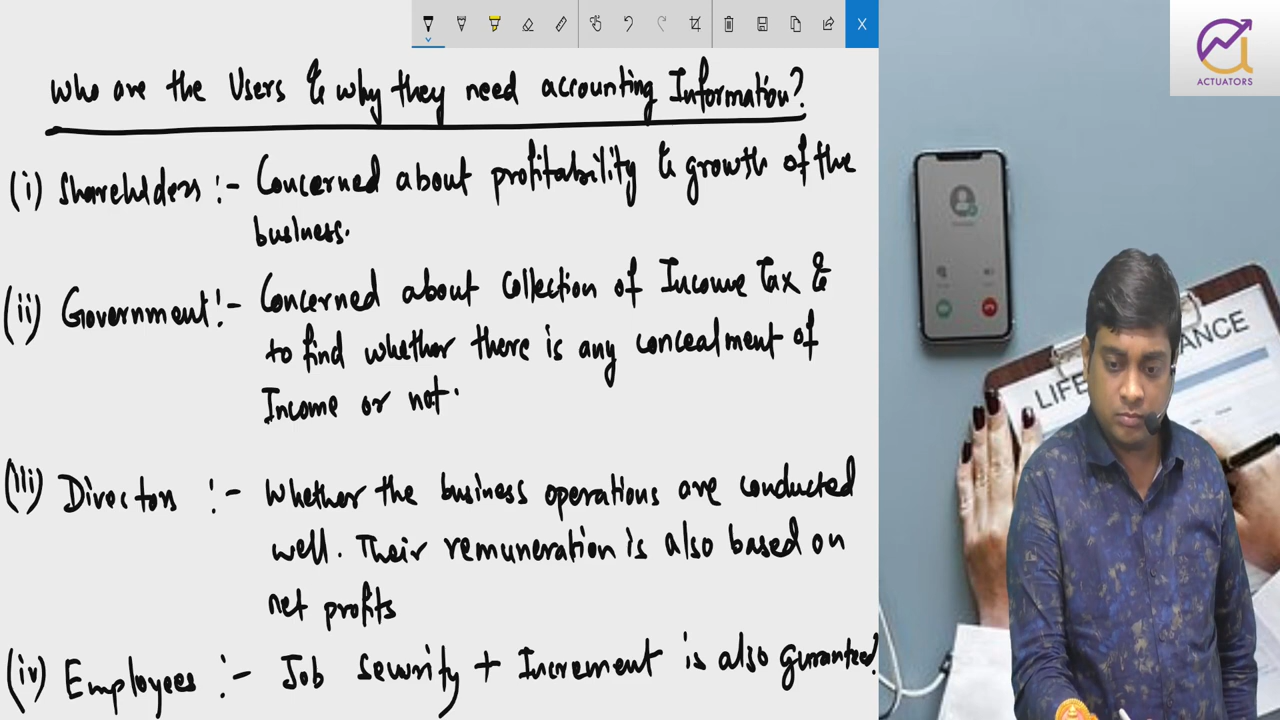 Who are the Users & why they need accounting Information?
(i) Shareholders :- Concerned about profitability & growth of the
business.
(ii) Government :- Concerned about Collection of Income Tax &
to find whether there is any concealment of
Income or not.
(iii) Directors :- Whether the business operations are conducted
well. Their remuneration is also based on
net profits
(iv) Employees :- Job Security + Increment is also guranteed?
ACTUATORS
LIFE
ANCE